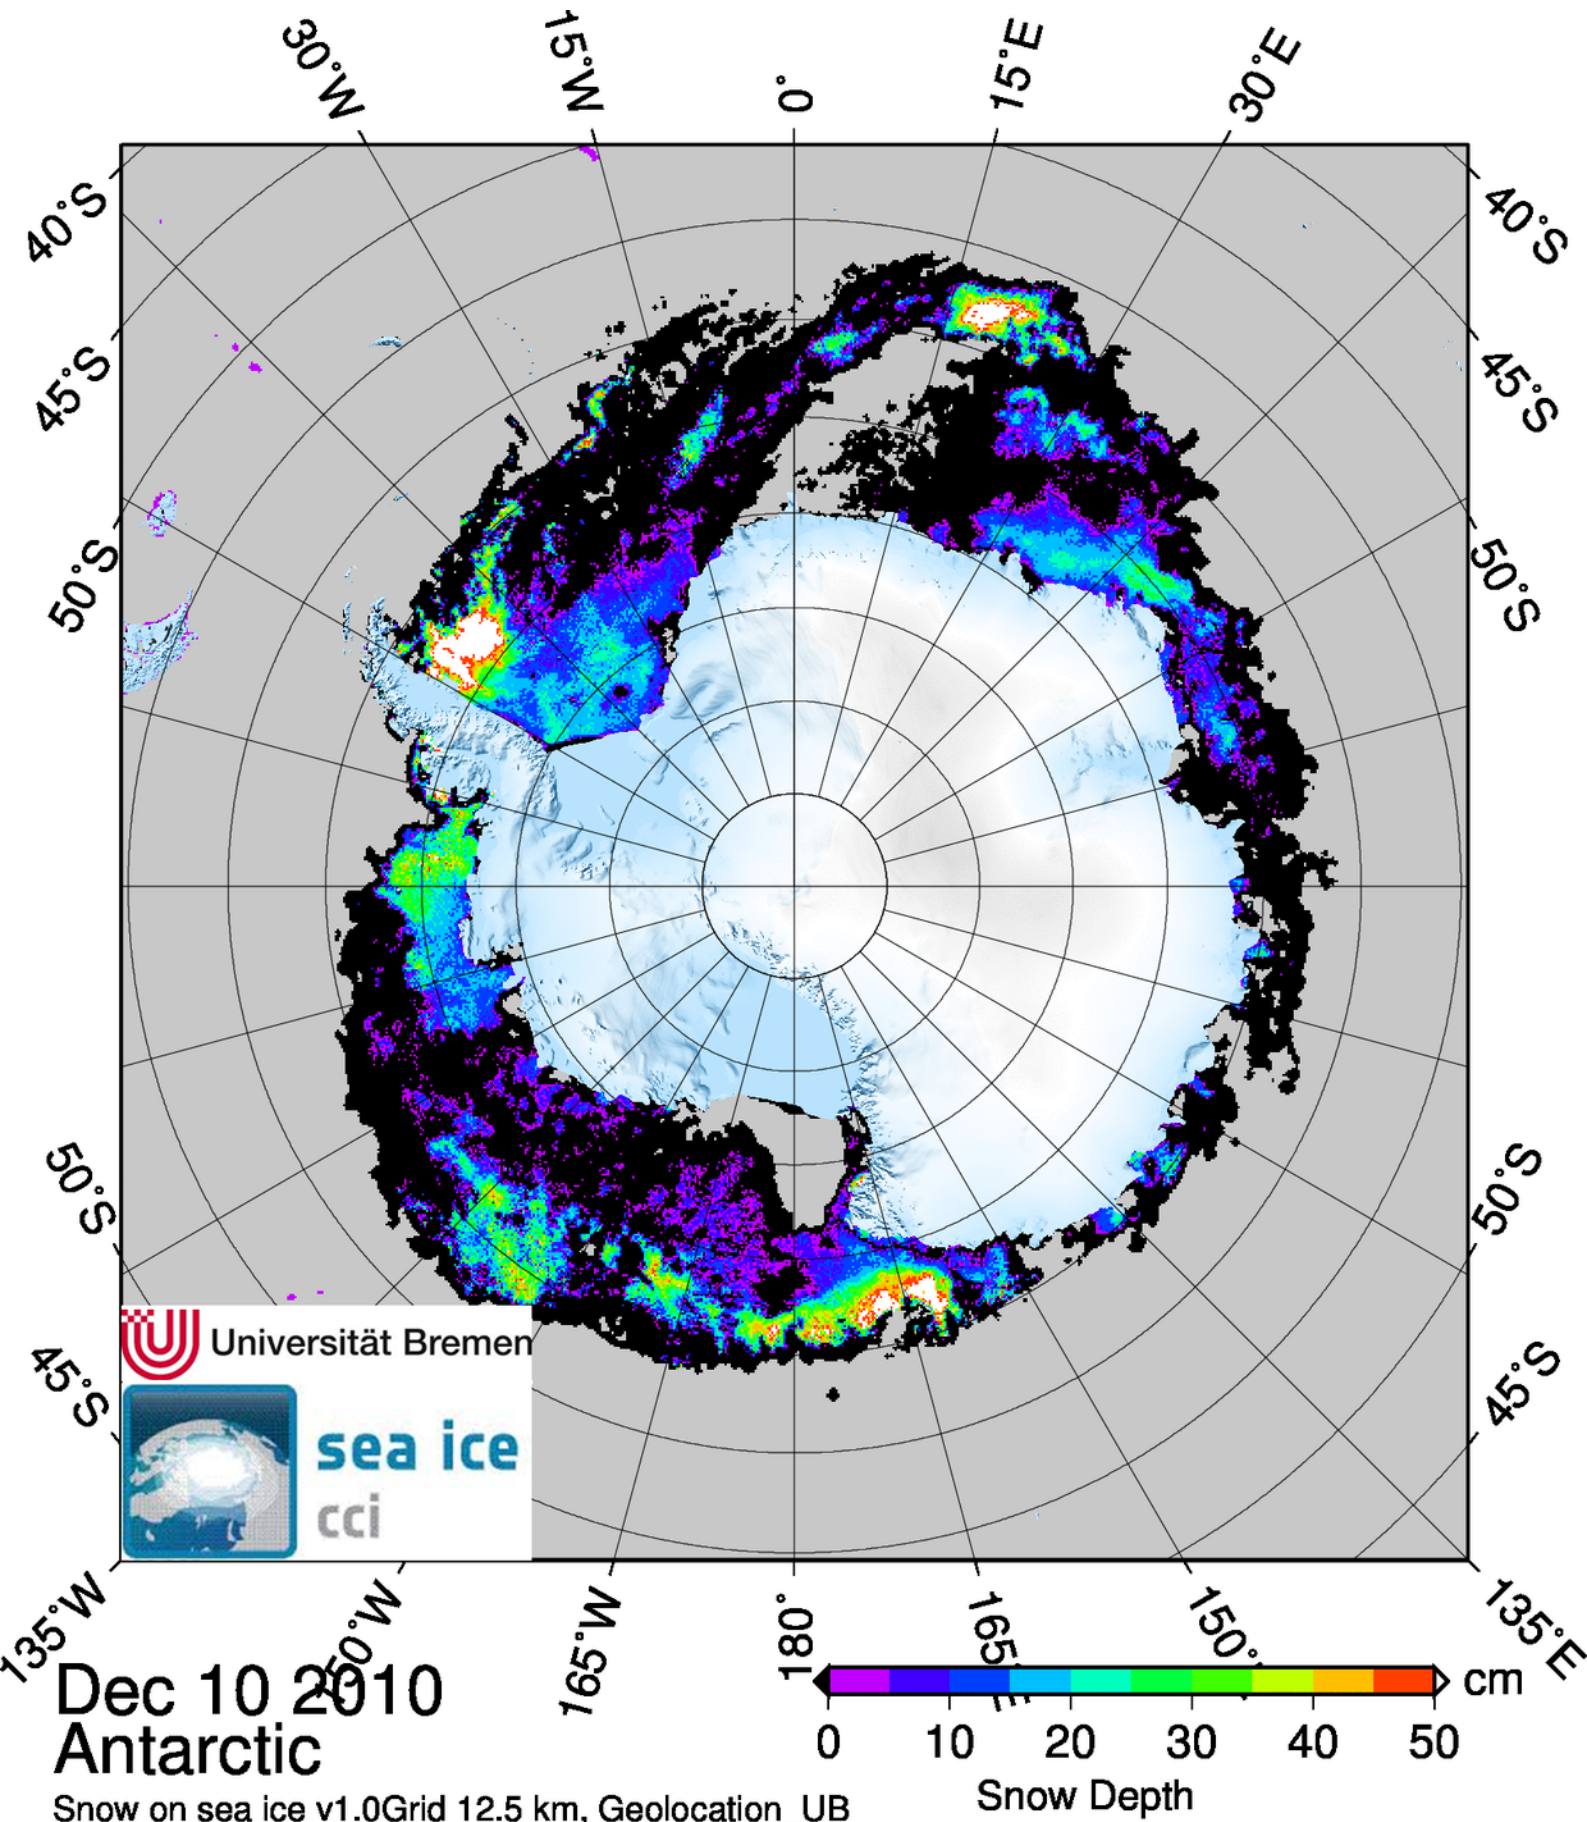 30°W 15°W 0° 15°E 30°E
40°S 40°S
45°S 45°S
50°S 50°S
50°S 50°S
45°S 45°S
Universität Bremen
sea ice
cci
135°W 150°W 165°W 180° 165°E 150° 135°E
Dec 10 2010
Antarctic
Snow on sea ice v1.0Grid 12.5 km, Geolocation UB
cm
0 10 20 30 40 50
Snow Depth